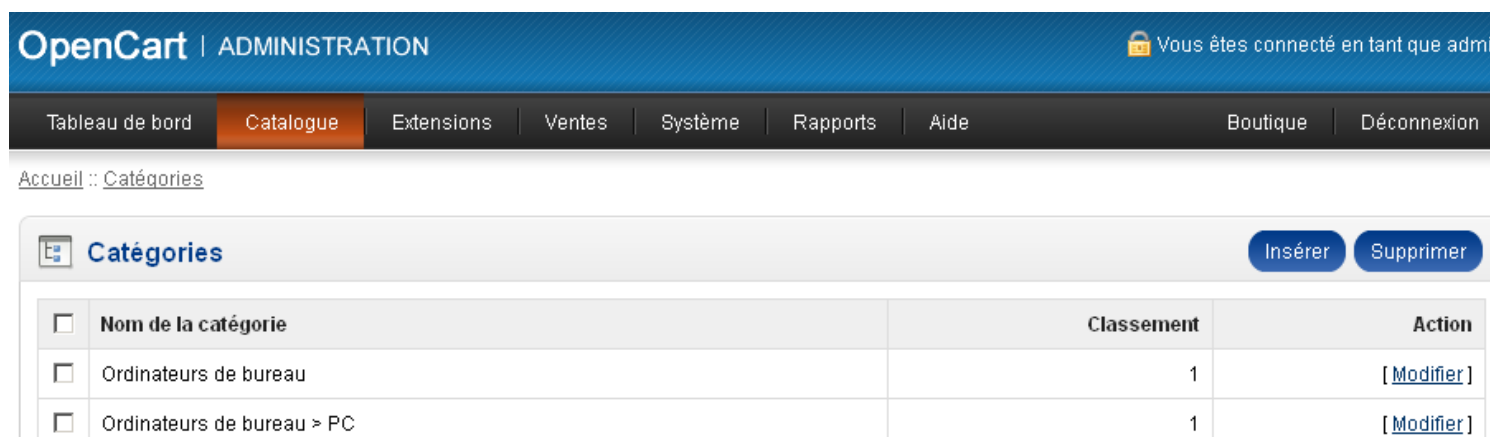 OpenCart | ADMINISTRATION Vous êtes connecté en tant que admi
Tableau de bord Catalogue Extensions Ventes Système Rapports Aide Boutique Déconnexion
Accueil :: Catégories
Catégories Insérer Supprimer
Nom de la catégorie Classement Action
Ordinateurs de bureau 1 [ Modifier ]
Ordinateurs de bureau > PC 1 [ Modifier ]